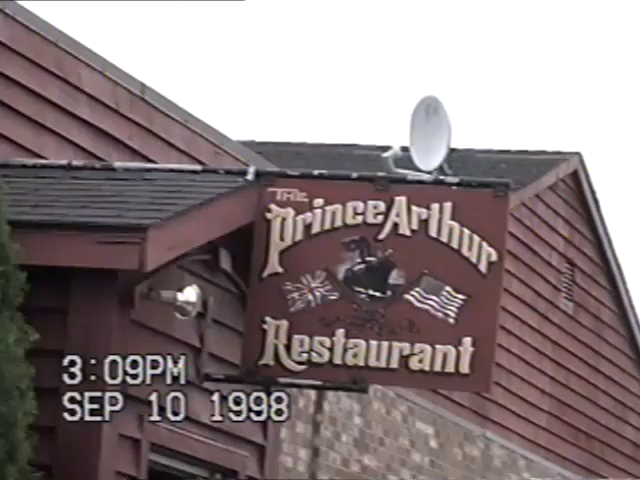 THE
Prince Arthur
Restaurant
3:09PM
SEP 10 1998